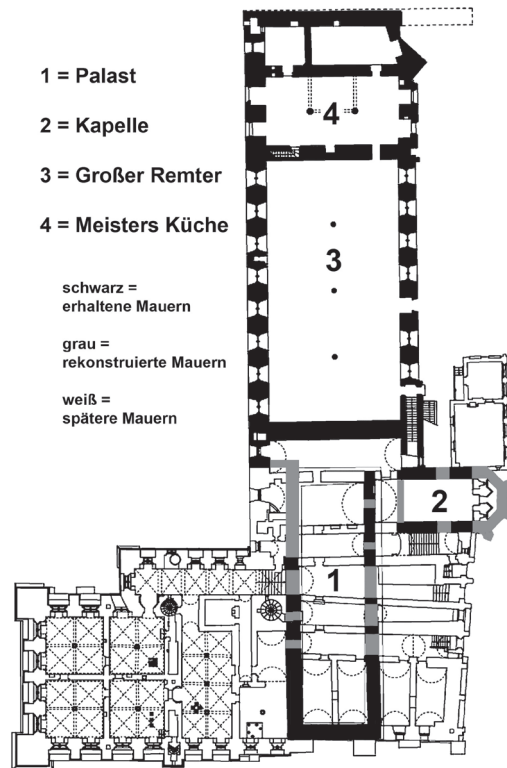 1 = Palast
2 = Kapelle
3 = Großer Remter
4 = Meisters Küche
schwarz =
erhaltene Mauern
grau =
rekonstruierte Mauern
weiß =
spätere Mauern
4
3
2
1